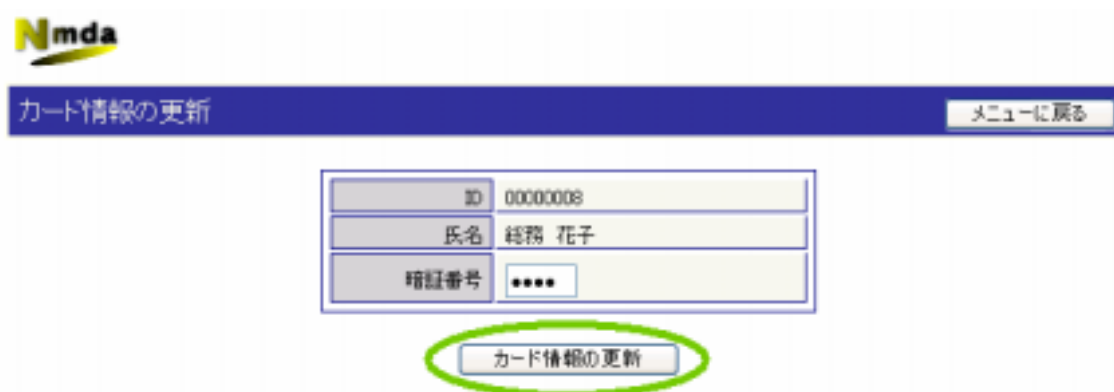 Nmda
カード情報の更新
メニューに戻る
ID 00000008
氏名 総務 花子
暗証番号 ••••
カード情報の更新